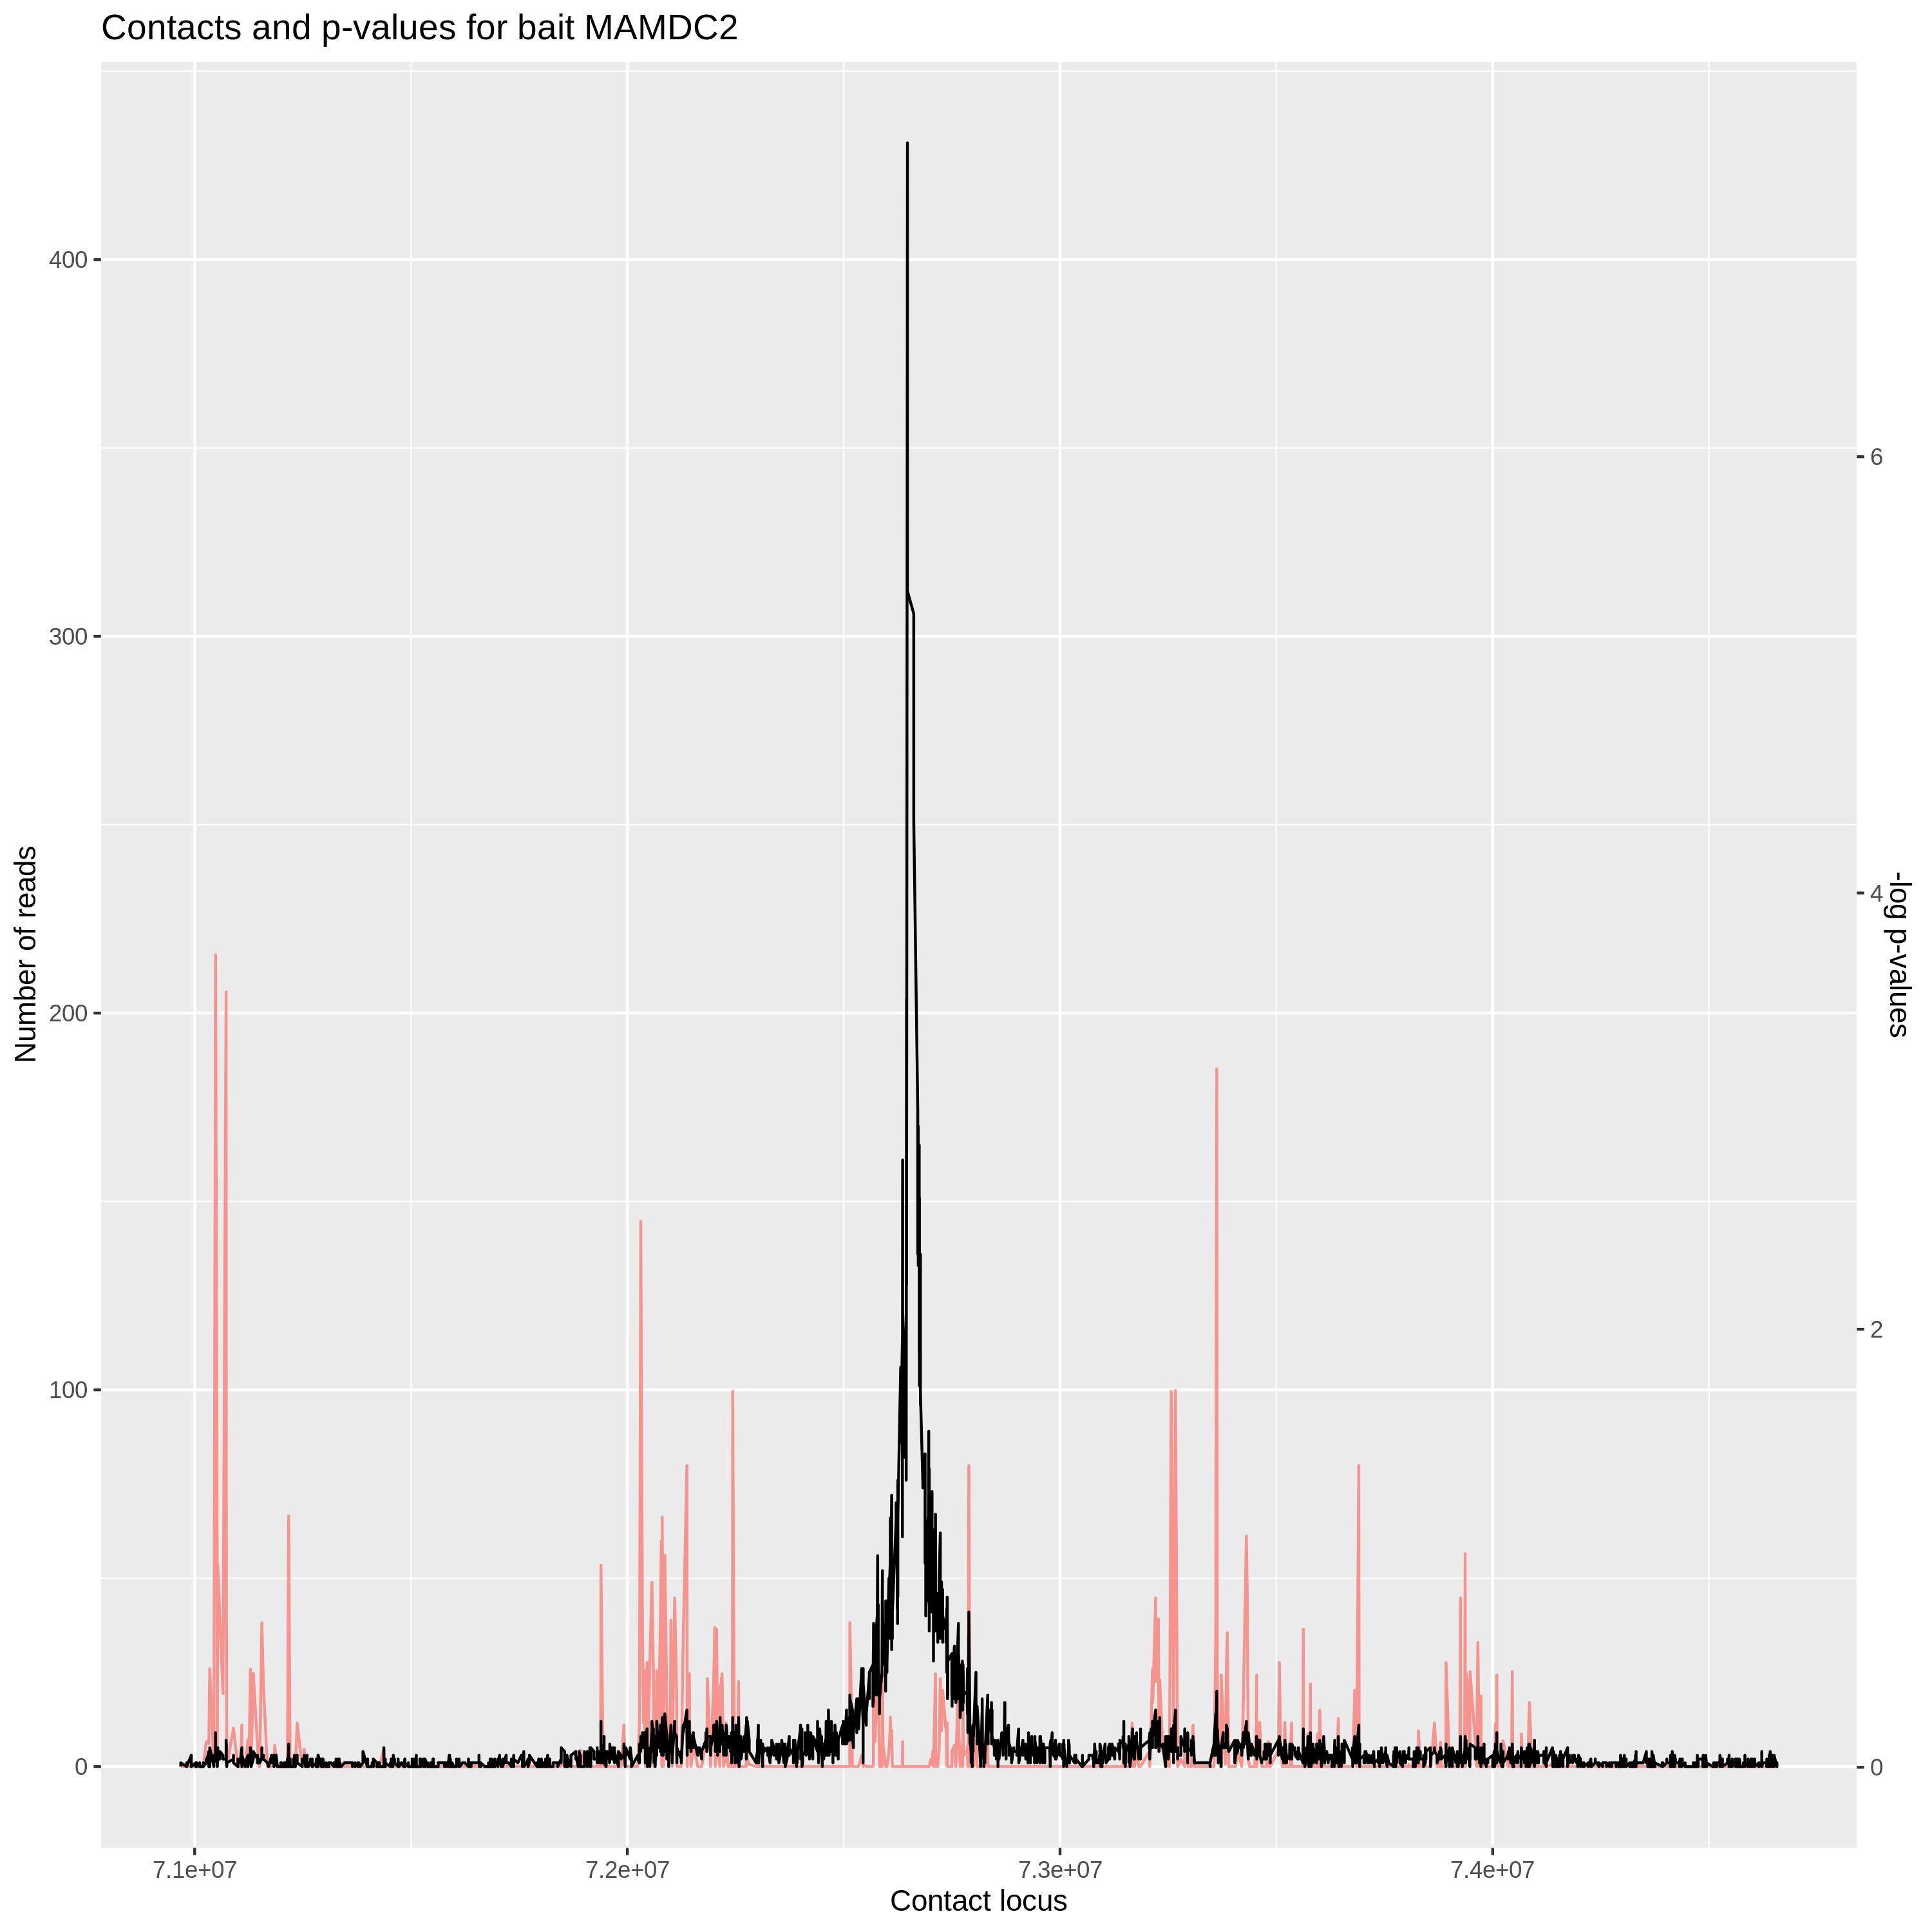 Contacts and p-values for bait MAMDC2
Number of reads
400
300
200
100
0
6
4
2
0
-log p-values
7.1e+07
7.2e+07
7.3e+07
7.4e+07
Contact locus